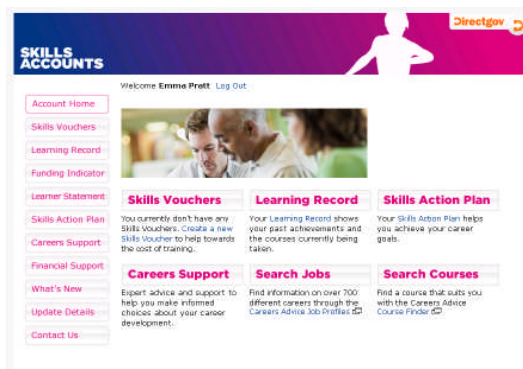 Directgov
SKILLS
ACCOUNTS
Welcome Emma Pratt Log Out
Account Home
Skills Vouchers
Learning Record
Funding Indicator
Learner Statement
Skills Action Plan
Careers Support
Financial Support
What's New
Update Details
Contact Us
Skills Vouchers
You currently don't have any
Skills Vouchers. Create a new
Skills Voucher to help towards
the cost of training.
Learning Record
Your Learning Record shows
your past achievements and
the courses currently being
taken.
Skills Action Plan
Your Skills Action Plan helps
you achieve your career
goals.
Careers Support
Expert advice and support to
help you make informed
choices about your career
development.
Search Jobs
Find information on over 700
different careers through the
Careers Advice Job Profiles
Search Courses
Find a course that suits you
with the Careers Advice
Course Finder